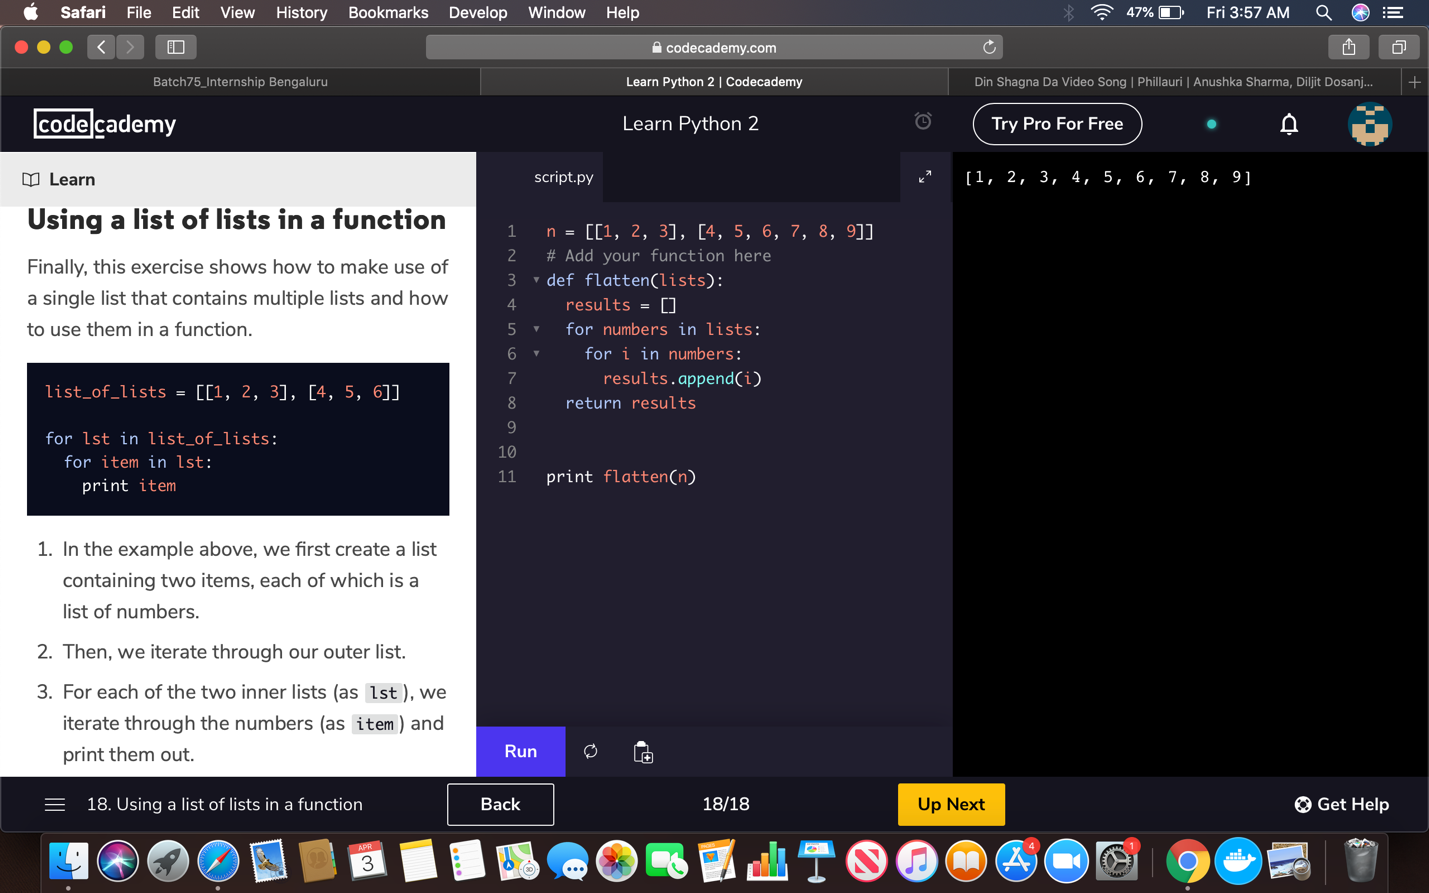 Safari File Edit View History Bookmarks Develop Window Help 47% Fri 3:57 AM
codecademy.com
Batch75_Internship Bengaluru
Learn Python 2 | Codecademy
Din Shagna Da Video Song | Phillauri | Anushka Sharma, Diljit Dosanj...
codecademy
Learn Python 2
Try Pro For Free
Learn
Using a list of lists in a function
Finally, this exercise shows how to make use of
a single list that contains multiple lists and how
to use them in a function.
list_of_lists = [[1, 2, 3], [4, 5, 6]]
for lst in list_of_lists:
for item in lst:
print item
1. In the example above, we first create a list
containing two items, each of which is a
list of numbers.
2. Then, we iterate through our outer list.
3. For each of the two inner lists (as lst), we
iterate through the numbers (as item) and
print them out.
script.py
1 n = [[1, 2, 3], [4, 5, 6, 7, 8, 9]]
2 # Add your function here
3 def flatten(lists):
4 results = []
5 for numbers in lists:
6 for i in numbers:
7 results.append(i)
8 return results
9
10
11 print flatten(n)
Run
[1, 2, 3, 4, 5, 6, 7, 8, 9]
18. Using a list of lists in a function
Back
18/18
Up Next
Get Help
APR
3
3D
4
1